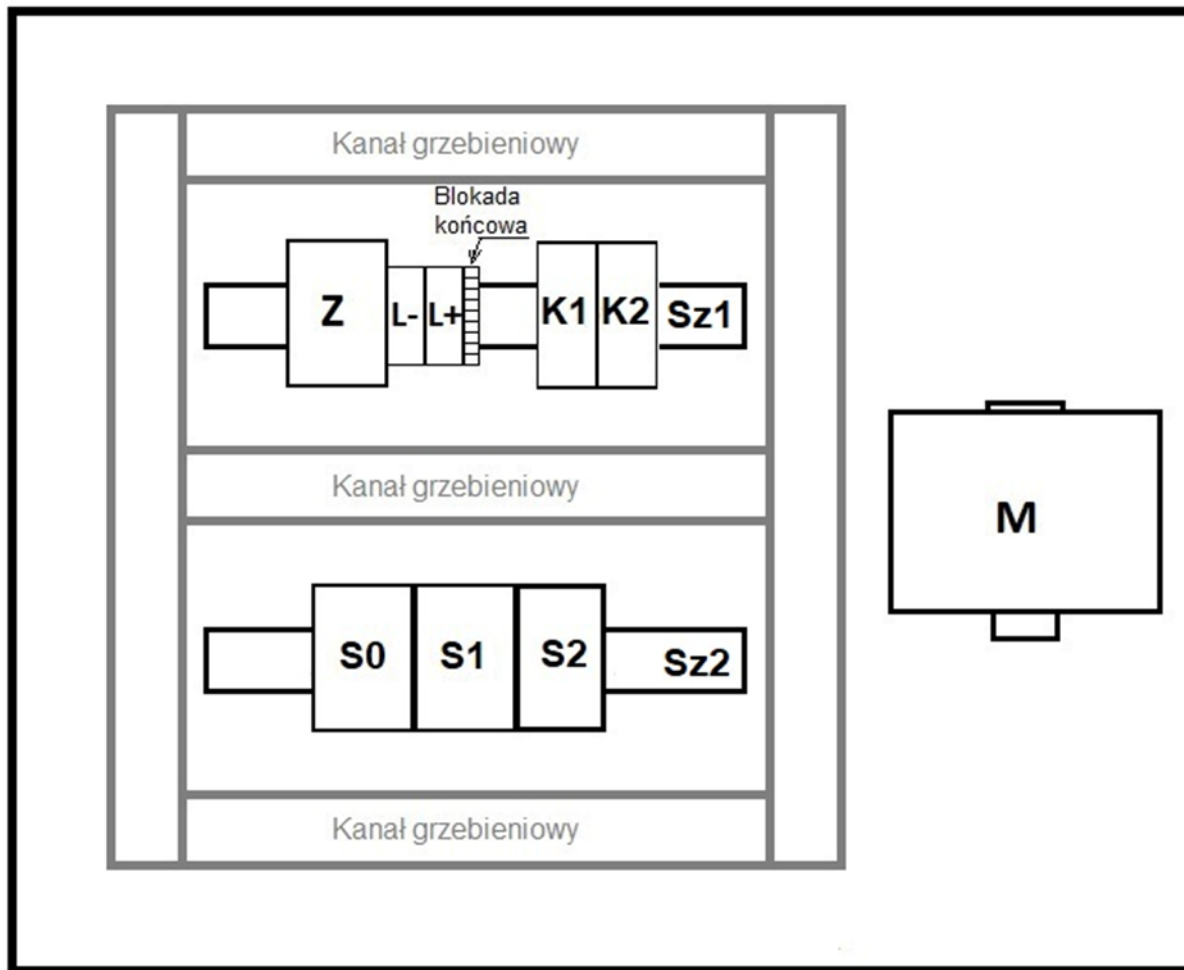 Kanał grzebieniowy
Blokada
końcowa
Z
L-
L+
K1
K2
Sz1
Kanał grzebieniowy
M
S0
S1
S2
Sz2
Kanał grzebieniowy